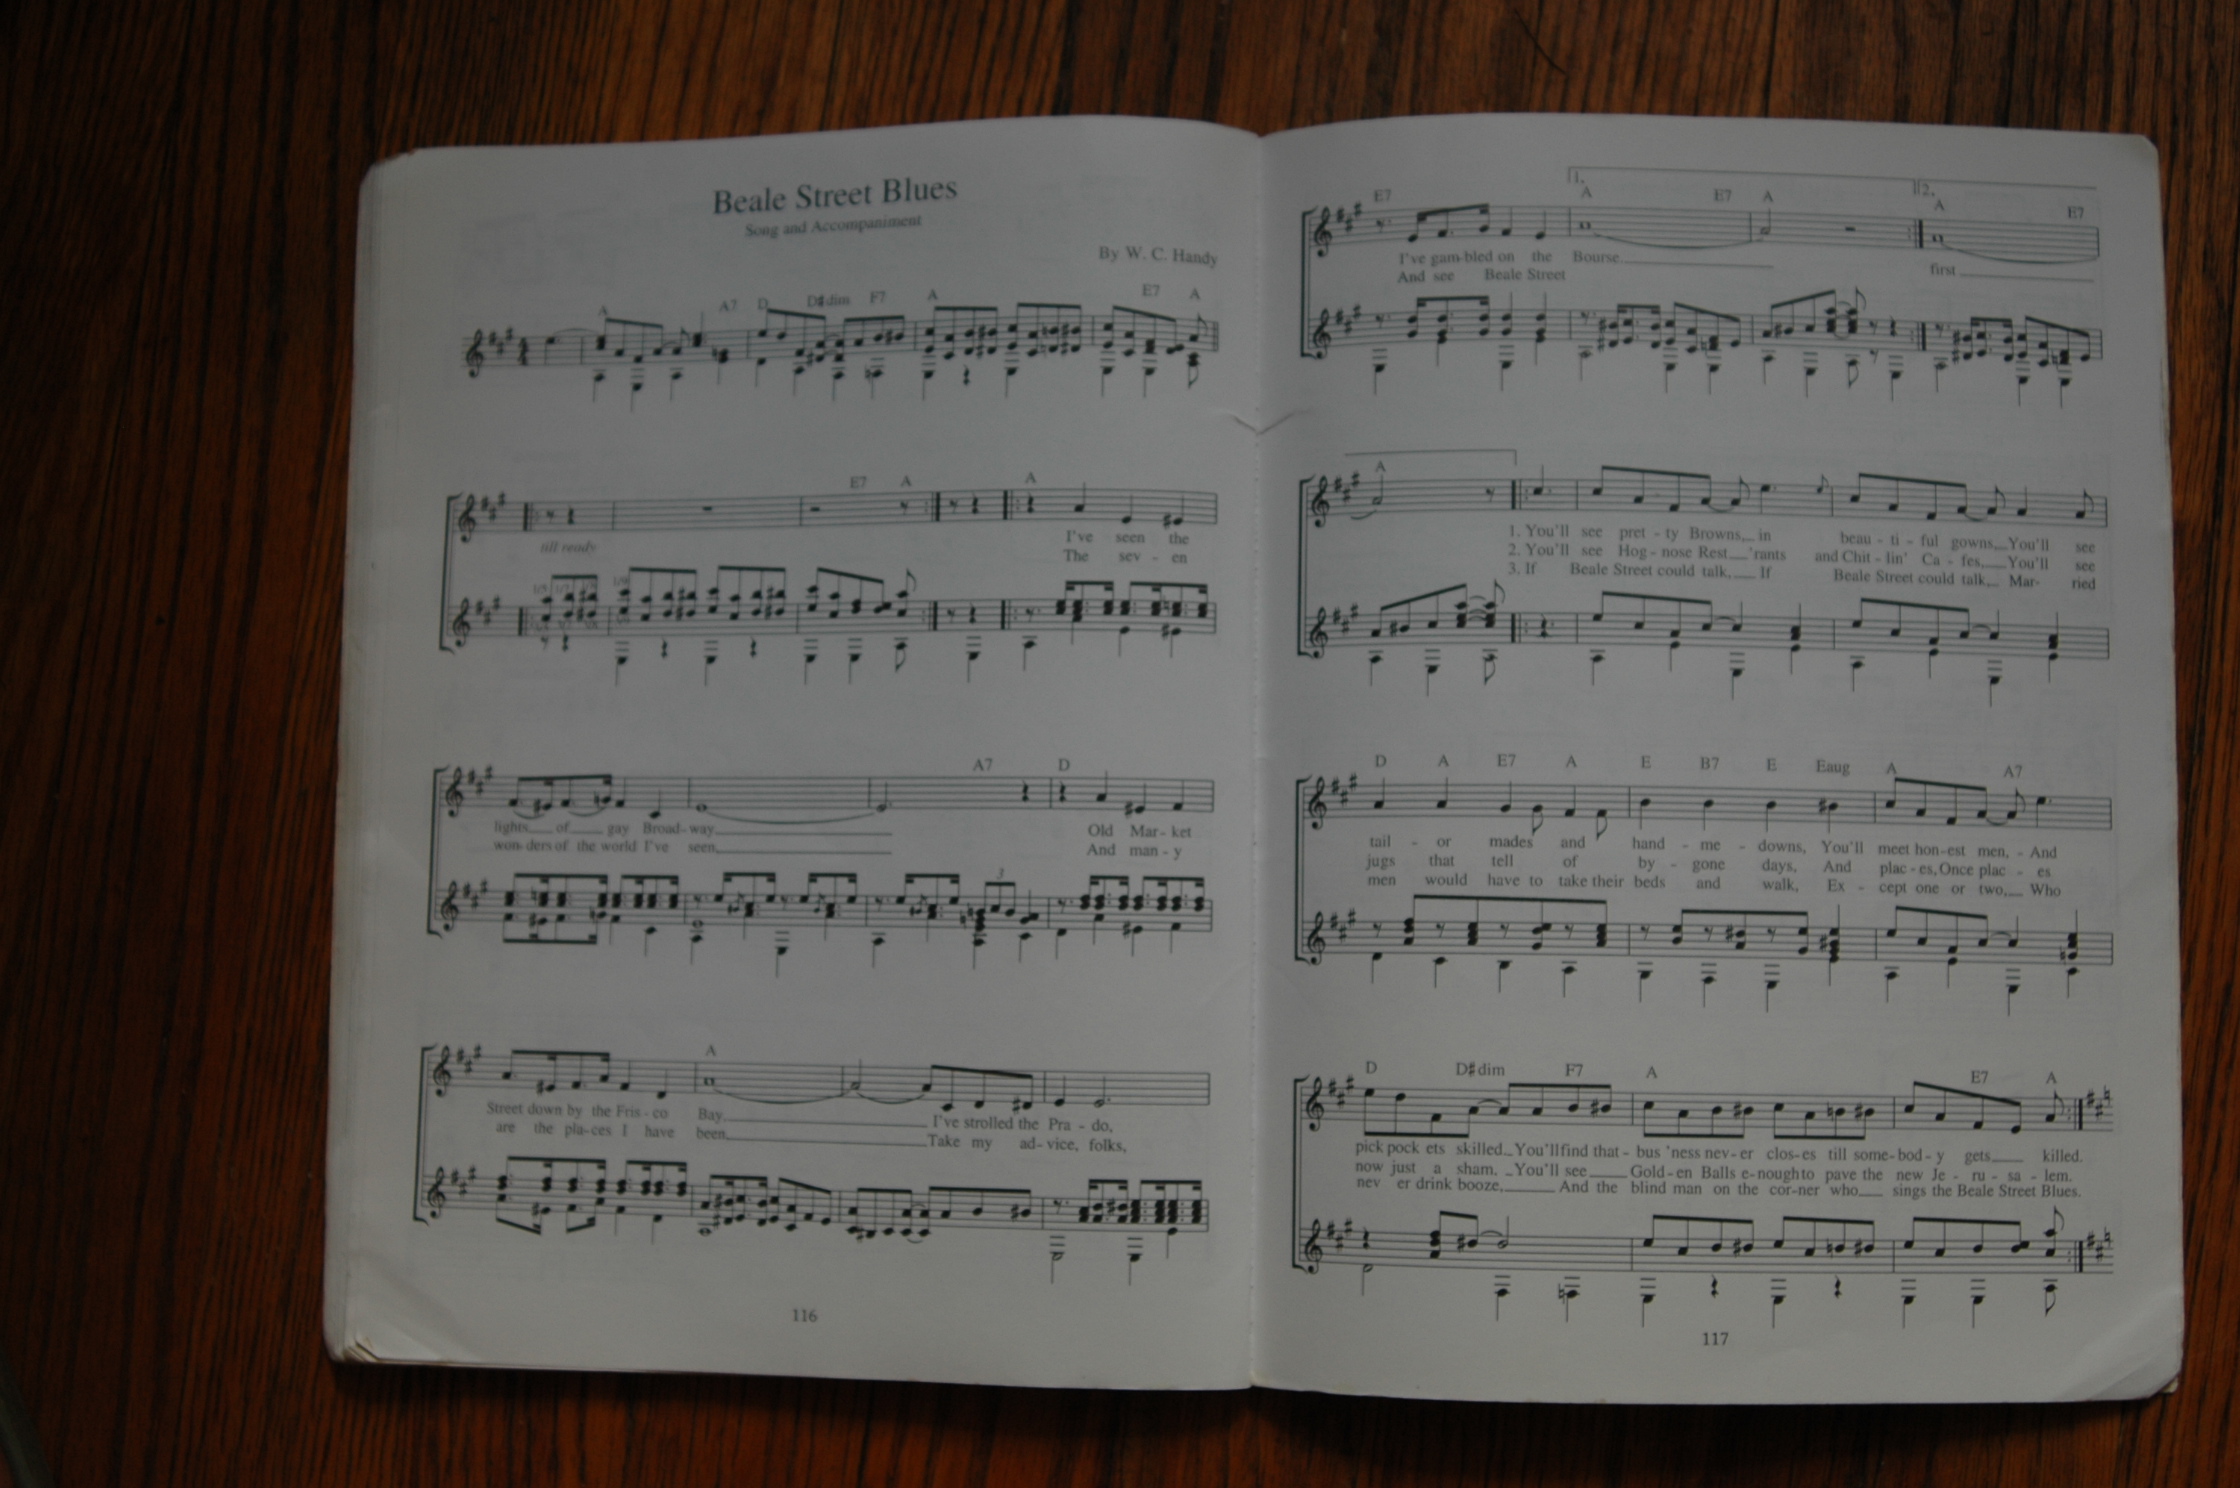 Beale Street Blues
Song and Accompaniment
By W. C. Handy
A A7 D D♯dim F7 A E7 A
E7 A A
till ready
I've seen the
The sev - en
A7 D
lights of gay Broad-way Old Mar - ket
won-ders of the world I've seen, And man - y
A
Street down by the Fris - co Bay. I've strolled the Pra - do,
are the pla-ces I have been, Take my ad - vice, folks,
116
1. 2.
E7 A E7 A A E7
I've gam-bled on the Bourse. first
And see Beale Street
A
1. You'll see pret - ty Browns, in beau - ti - ful gowns, You'll see
2. You'll see Hog - nose Rest 'rants and Chit - lin' Ca - fes, You'll see
3. If Beale Street could talk, If Beale Street could talk, Mar- ried
D A E7 A E B7 E Eaug A A7
tail - or mades and hand - me - downs, You'll meet hon-est men, - And
jugs that tell of by - gone days, And plac - es, Once plac - es
men would have to take their beds and walk, Ex - cept one or two, Who
D D♯dim F7 A E7 A
pick pock ets skilled You'll find that - bus 'ness nev - er clos - es till some - bod - y gets killed.
now just a sham. You'll see Gold - en Balls e-nough to pave the new Je - ru - sa - lem.
nev er drink booze, And the blind man on the cor-ner who sings the Beale Street Blues.
117